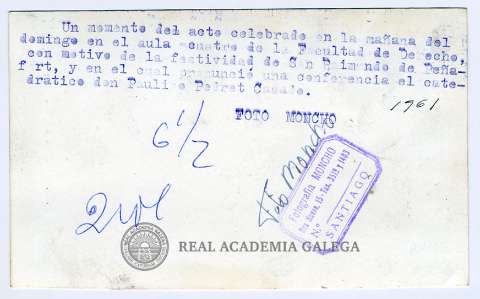 Un momento del acto celebrado en la mañana del
domingo en el aula cuatro de la Facultad de Derecho,
con motivo de la festividad de San Raimundo de Peña-
fort, y en el cual pronunció una conferencia el cate-
drático don Paulino Pedret Casado.
1961
FOTO MONCHO
6 1/2
Foto Moncho
Fotografía MONCHO
SANTIAGO
REAL ACADEMIA GALEGA